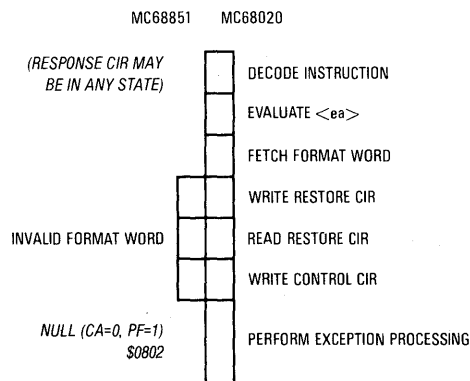 MC68851 MC68020
(RESPONSE CIR MAY
BE IN ANY STATE)
DECODE INSTRUCTION
EVALUATE <ea>
FETCH FORMAT WORD
WRITE RESTORE CIR
INVALID FORMAT WORD
READ RESTORE CIR
WRITE CONTROL CIR
NULL (CA=0, PF=1)
$0802
PERFORM EXCEPTION PROCESSING